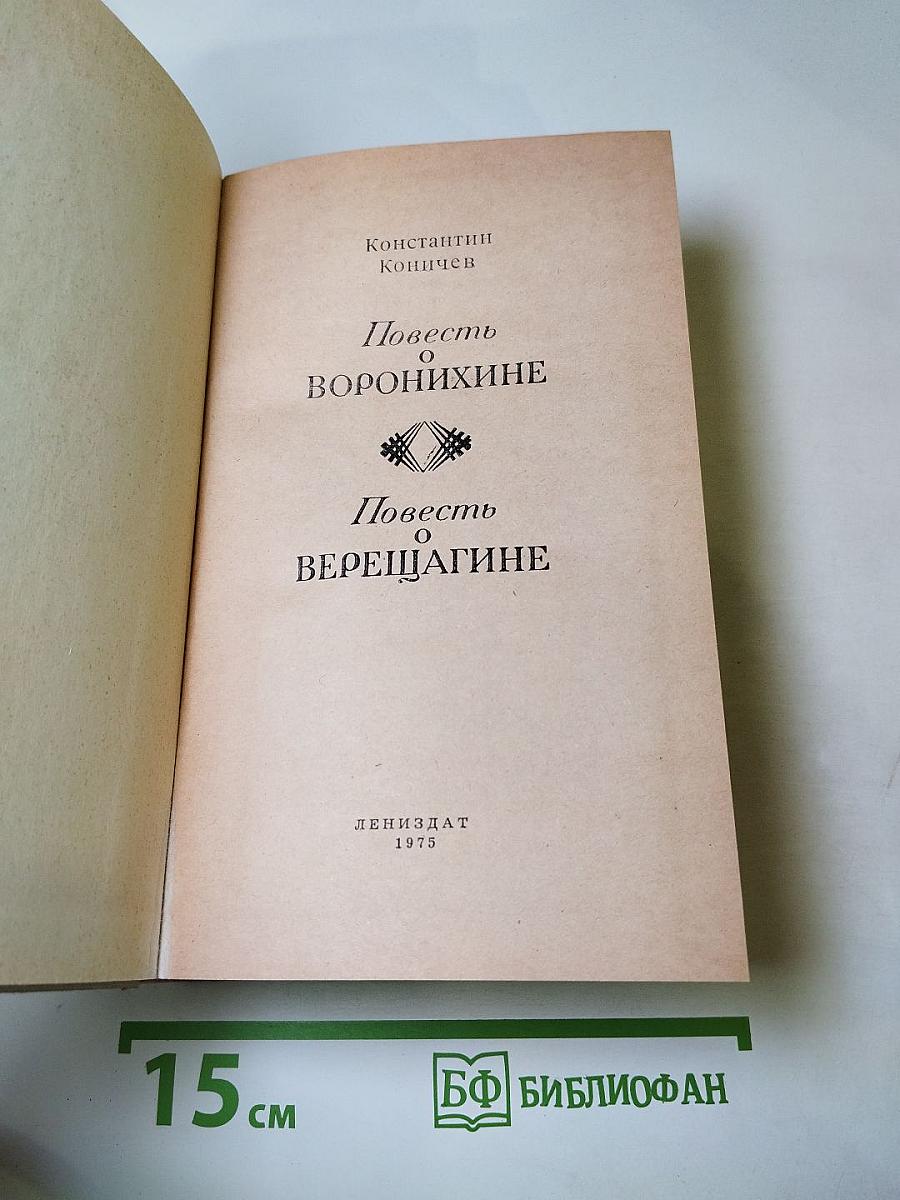 Константин
Коничев
Повесть
о
ВОРОНИХИНЕ
Повесть
о
ВЕРЕЩАГИНЕ
ЛЕНИЗДАТ
1975
15 см
БФ БИБЛИОФАН